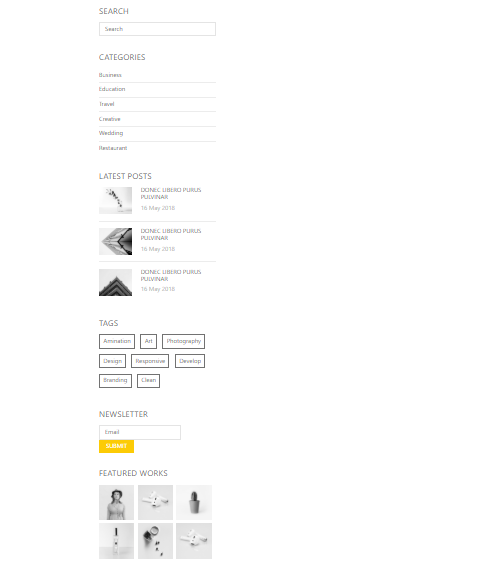 SEARCH
Search
CATEGORIES
Business
Education
Travel
Creative
Wedding
Restaurant
LATEST POSTS
DONEC LIBERO PURUS
PULVINAR
16 May 2018
DONEC LIBERO PURUS
PULVINAR
16 May 2018
DONEC LIBERO PURUS
PULVINAR
16 May 2018
TAGS
Amination Art Photography
Design Responsive Develop
Branding Clean
NEWSLETTER
Email
SUBMIT
FEATURED WORKS